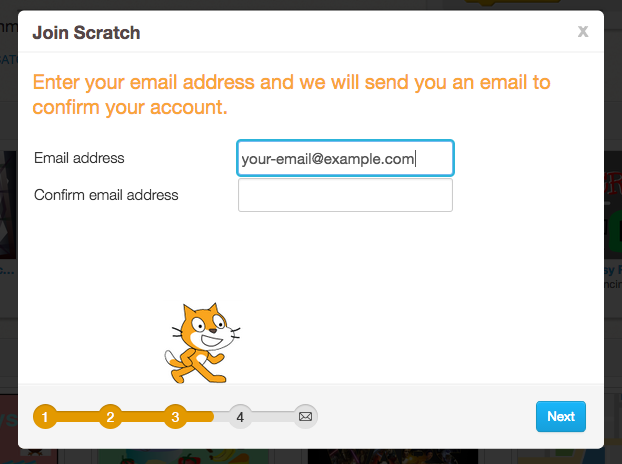 Join Scratch
x
Enter your email address and we will send you an email to
confirm your account.
Email address
your-email@example.com
Confirm email address
1
2
3
4
Next